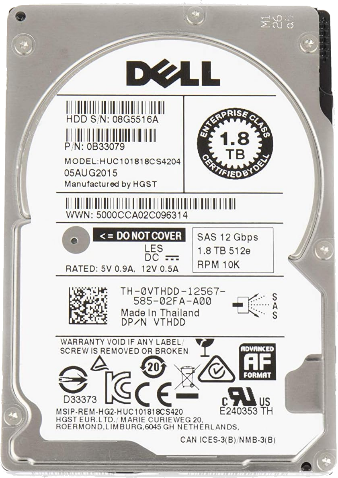 DELL
HDD S/N: 08G5516A
P/N: 0B33079
MODEL:HUC101818CS4204
05AUG2015
Manufactured by HGST
ENTERPRISE CLASS
1.8
TB
CERTIFIED BY DELL
WWN: 5000CCA02C096314
<= DO NOT COVER
LES
DC
RATED: 5V 0.9A. 12V 0.5A
SAS 12 Gbps
1.8 TB 512e
RPM 10K
TH-0VTHDD-12567-
585-02FA-A00
Made in Thailand
DP/N VTHDD
SAS
WARRANTY VOID IF ANY LABEL/
SCREW IS REMOVED OR BROKEN
ADVANCED
AF
FORMAT
20
D33373
CE
E240353 TH
MSIP-REM-HG2-HUC101818CS420
HGST EUR.LTD./ MARIE CURIEWEG 20,
ROERMOND,LIMBURG,6045 GH NETHERLANDS.
CAN ICES-3(B)/NMB-3(B)